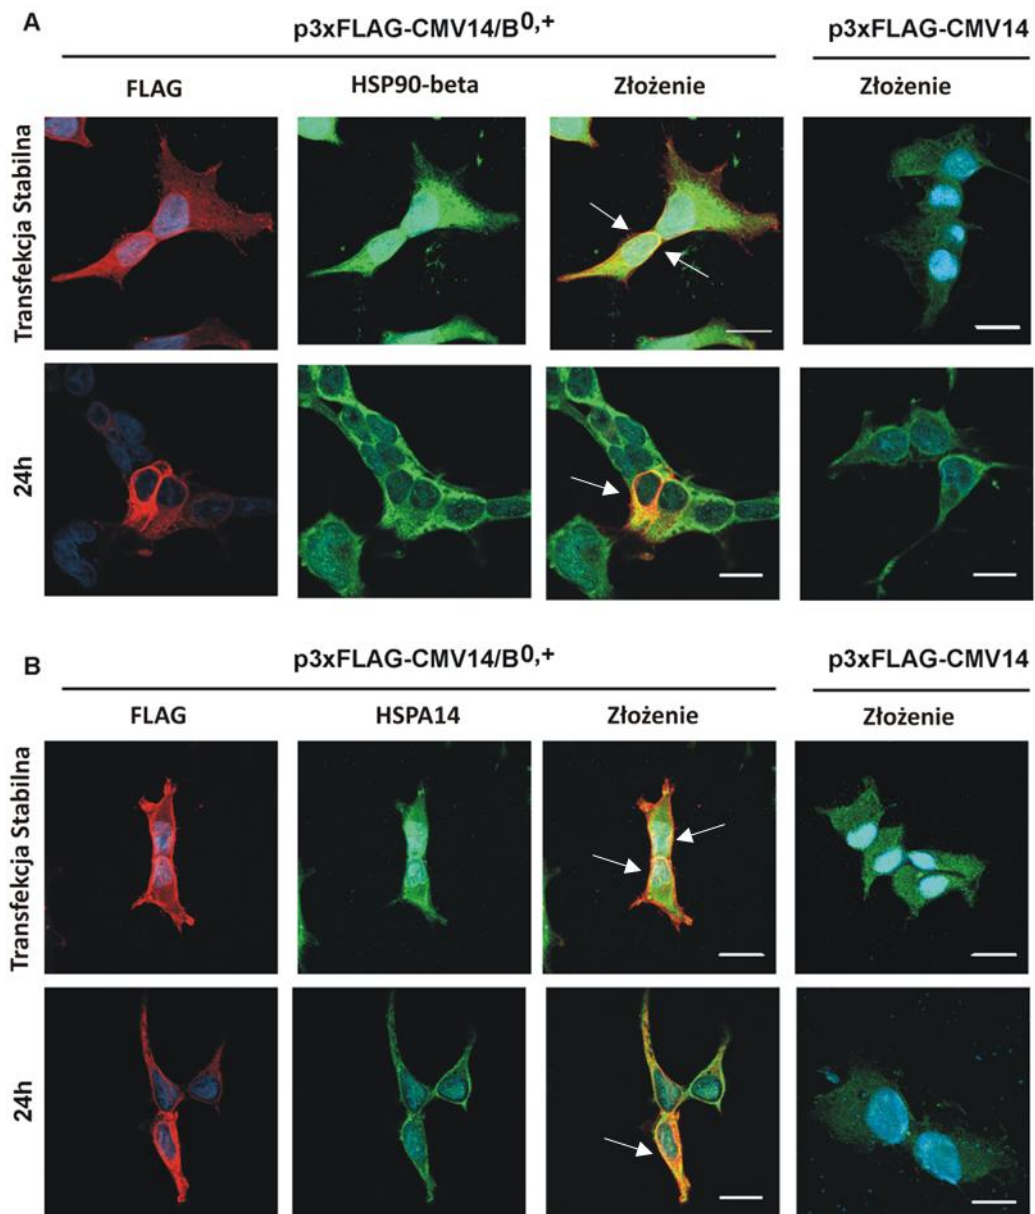 A
p3xFLAG-CMV14/B0,+ p3xFLAG-CMV14
FLAG HSP90-beta Złożenie Złożenie
Transfekcja Stabilna
24h
B
p3xFLAG-CMV14/B0,+ p3xFLAG-CMV14
FLAG HSPA14 Złożenie Złożenie
Transfekcja Stabilna
24h